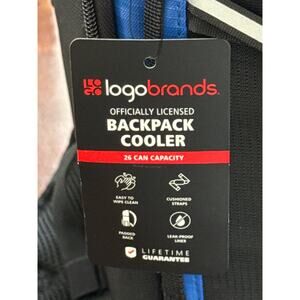 LOGO
logobrands.
OFFICIALLY LICENSED
BACKPACK
COOLER
26 CAN CAPACITY
EASY TO
WIPE CLEAN
CUSHIONED
STRAPS
PADDED
BACK
LEAK-PROOF
LINER
LIFETIME
GUARANTEE